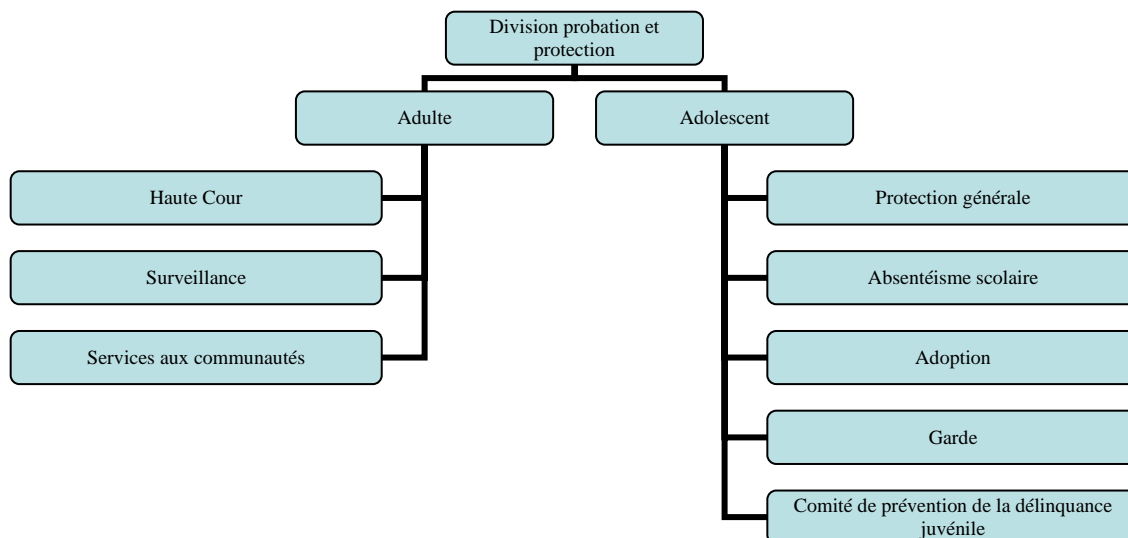 Division probation et
protection
Adulte
Adolescent
Haute Cour
Protection générale
Surveillance
Absentéisme scolaire
Services aux communautés
Adoption
Garde
Comité de prévention de la délinquance
juvénile